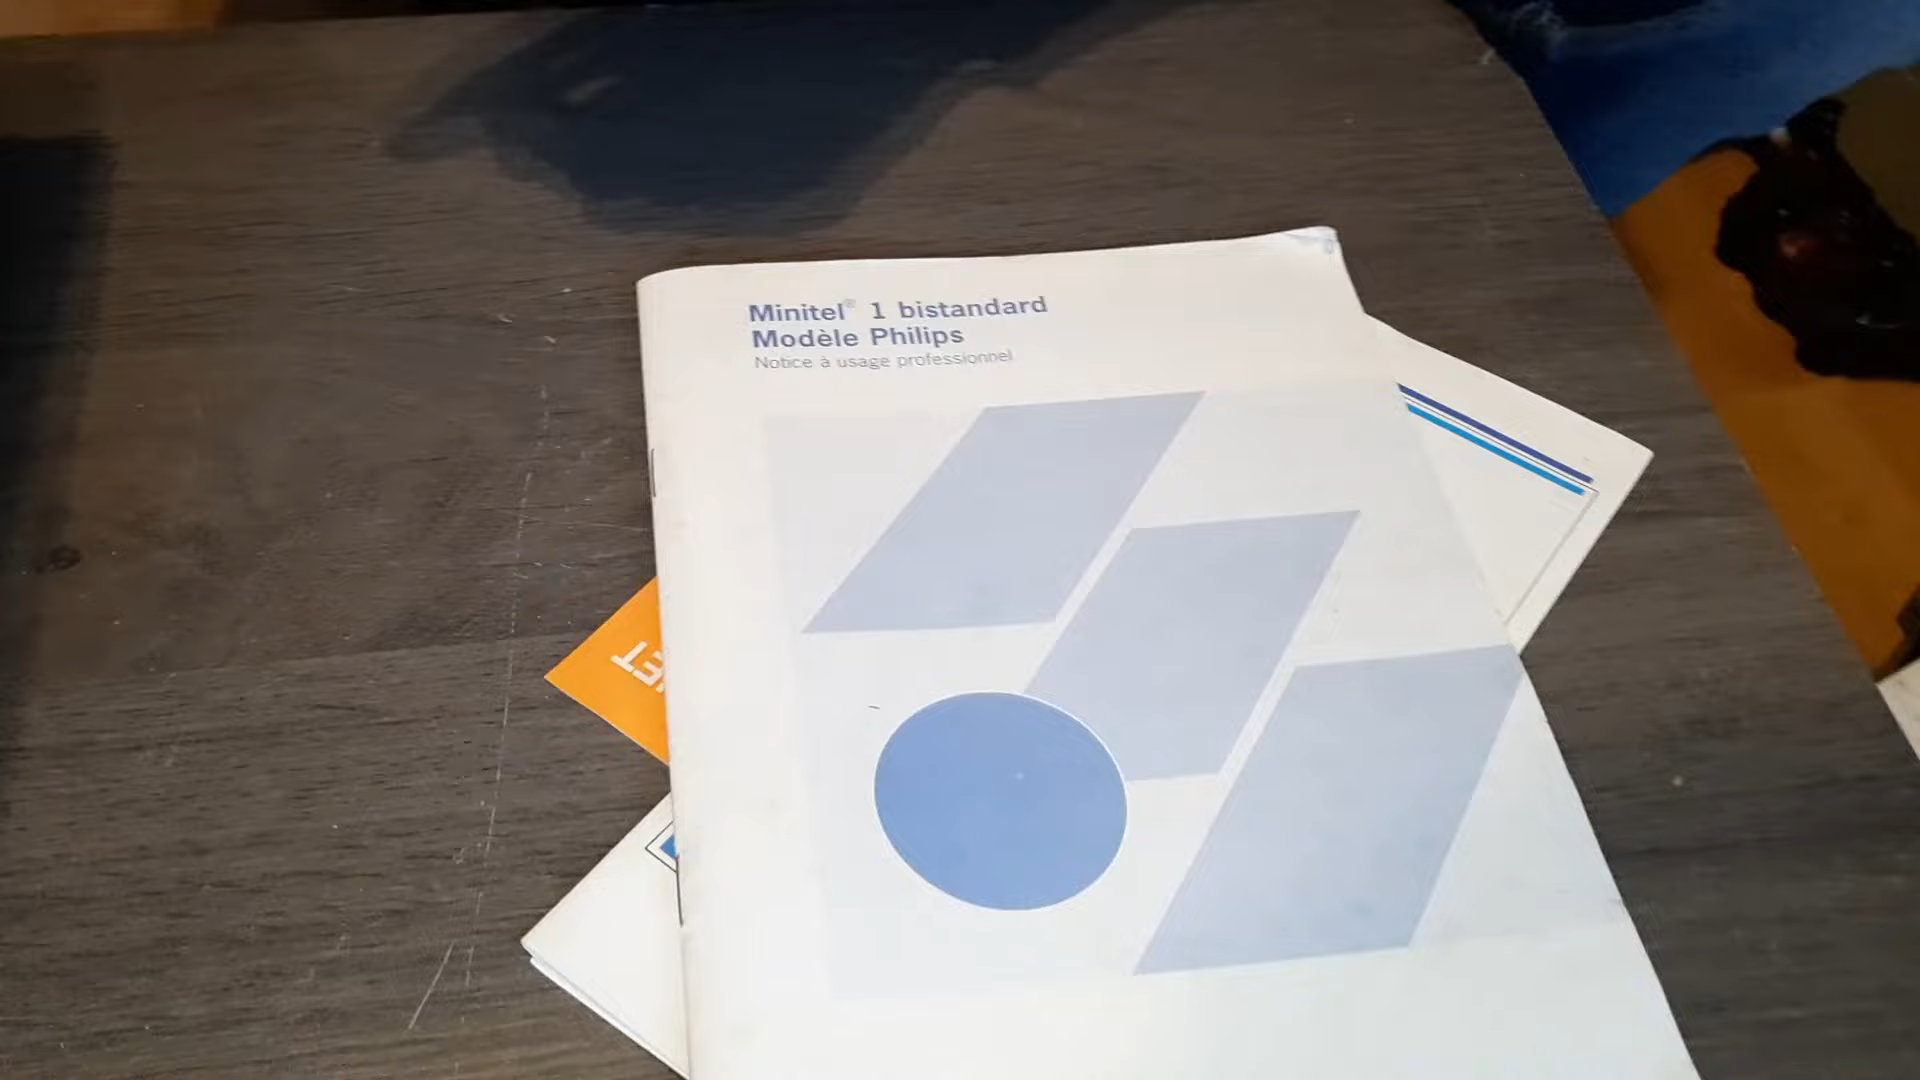 Minitel® 1 bistandard
Modèle Philips
Notice à usage professionnel